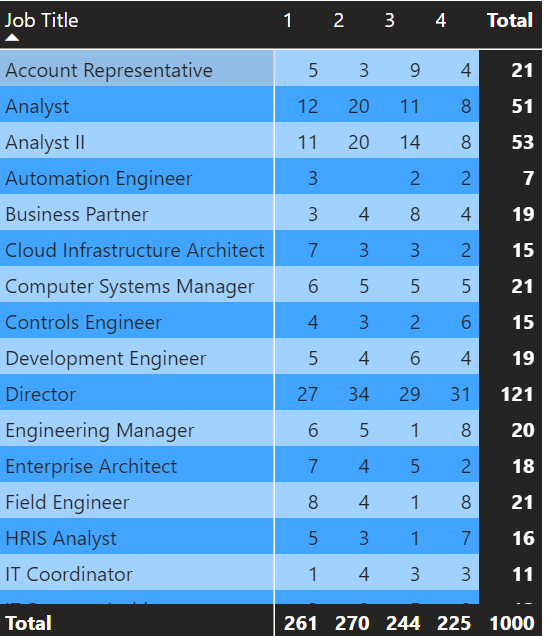 Job Title 1 2 3 4 Total
Account Representative 5 3 9 4 21
Analyst 12 20 11 8 51
Analyst II 11 20 14 8 53
Automation Engineer 3 2 2 7
Business Partner 3 4 8 4 19
Cloud Infrastructure Architect 7 3 3 2 15
Computer Systems Manager 6 5 5 5 21
Controls Engineer 4 3 2 6 15
Development Engineer 5 4 6 4 19
Director 27 34 29 31 121
Engineering Manager 6 5 1 8 20
Enterprise Architect 7 4 5 2 18
Field Engineer 8 4 1 8 21
HRIS Analyst 5 3 1 7 16
IT Coordinator 1 4 3 3 11
Total 261 270 244 225 1000